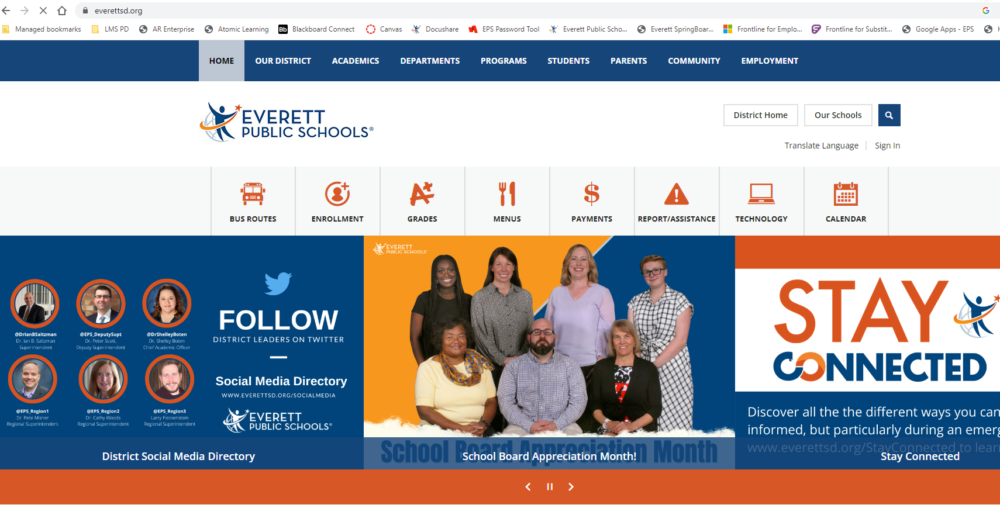 everettsd.org
Managed bookmarks LMS PD AR Enterprise Atomic Learning Bb Blackboard Connect Canvas Docushare EPS Password Tool Everett Public Scho... Everett SpringBoar... Frontline for Emplo... Frontline for Substit... Google Apps - EPS
HOME OUR DISTRICT ACADEMICS DEPARTMENTS PROGRAMS STUDENTS PARENTS COMMUNITY EMPLOYMENT
EVERETT
PUBLIC SCHOOLS®
District Home Our Schools
Translate Language Sign In
BUS ROUTES ENROLLMENT GRADES MENUS PAYMENTS REPORT/ASSISTANCE TECHNOLOGY CALENDAR
@DrIanBSaltzman
Dr. Ian B. Saltzman
Superintendent
@EPS_DeputySupt
Dr. Peter Scott,
Deputy Superintendent
@DrShelleyBoten
Dr. Shelley Boten
Chief Academic Officer
@EPS_Region1
Dr. Pete Misner
Regional Superintendent
@EPS_Region2
Dr. Cathy Woods
Regional Superintendent
@EPS_Region3
Larry Fleckenstein
Regional Superintendent
FOLLOW
DISTRICT LEADERS ON TWITTER
Social Media Directory
WWW.EVERETTSD.ORG/SOCIALMEDIA
EVERETT
PUBLIC SCHOOLS®
District Social Media Directory
EVERETT
PUBLIC SCHOOLS®
School Board Appreciation Month
School Board Appreciation Month!
STAY
CONNECTED
Discover all the the different ways you can
informed, but particularly during an emerg
www.everettsd.org/StayConnected to lear
Stay Connected